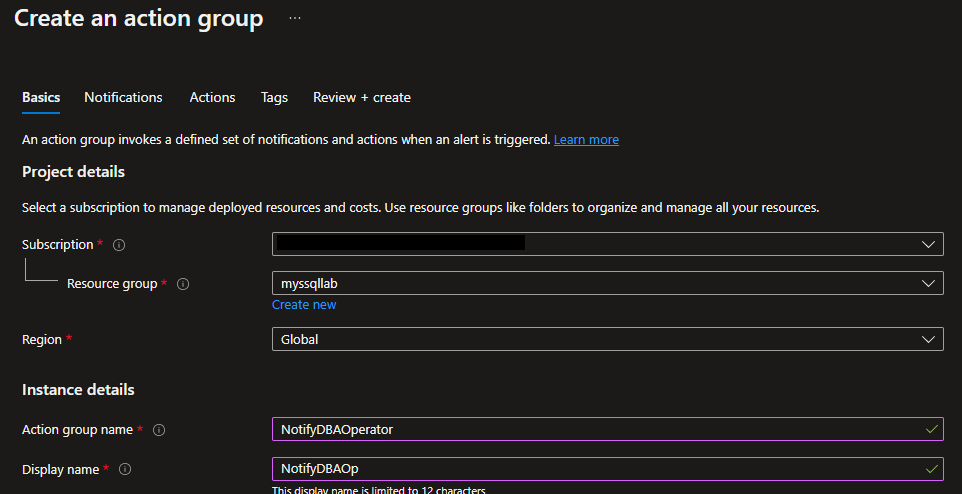 Create an action group ...
Basics Notifications Actions Tags Review + create
An action group invokes a defined set of notifications and actions when an alert is triggered. Learn more
Project details
Select a subscription to manage deployed resources and costs. Use resource groups like folders to organize and manage all your resources.
Subscription *
Resource group * myssqllab
Create new
Region * Global
Instance details
Action group name * NotifyDBAOperator
Display name * NotifyDBAOp
This display name is limited to 12 characters